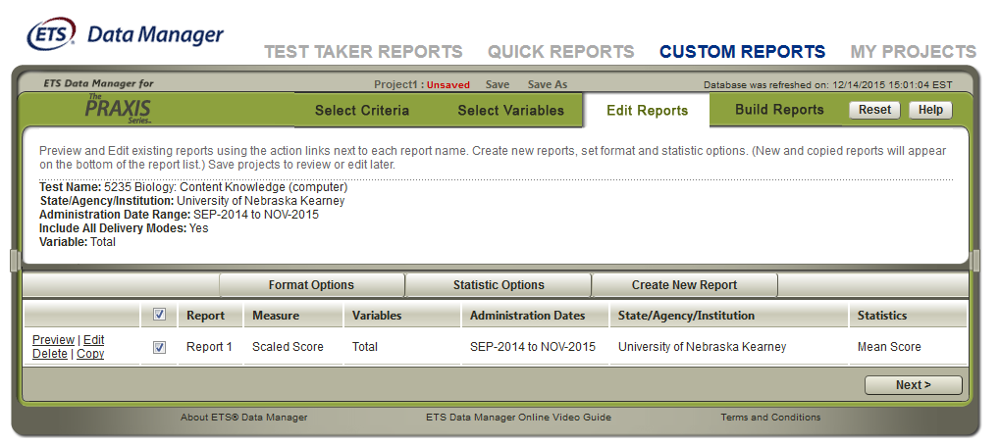 ETS Data Manager
TEST TAKER REPORTS QUICK REPORTS CUSTOM REPORTS MY PROJECTS
ETS Data Manager for Project1 : Unsaved Save Save As Database was refreshed on: 12/14/2015 15:01:04 EST
The
PRAXIS
Series™
Select Criteria Select Variables Edit Reports Build Reports Reset Help
Preview and Edit existing reports using the action links next to each report name. Create new reports, set format and statistic options. (New and copied reports will appear
on the bottom of the report list.) Save projects to review or edit later.
Test Name: 5235 Biology: Content Knowledge (computer)
State/Agency/Institution: University of Nebraska Kearney
Administration Date Range: SEP-2014 to NOV-2015
Include All Delivery Modes: Yes
Variable: Total
Format Options Statistic Options Create New Report
Report Measure Variables Administration Dates State/Agency/Institution Statistics
Preview | Edit
Delete | Copy
Report 1 Scaled Score Total SEP-2014 to NOV-2015 University of Nebraska Kearney Mean Score
Next >
About ETS® Data Manager ETS Data Manager Online Video Guide Terms and Conditions